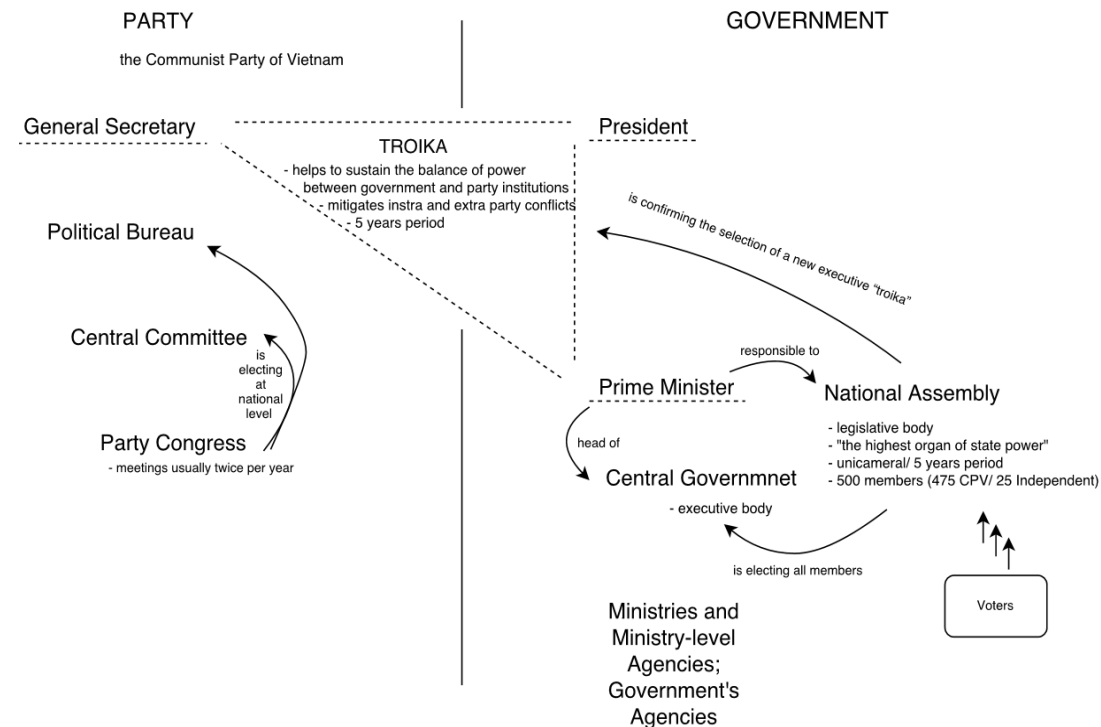 PARTY
the Communist Party of Vietnam
General Secretary
Political Bureau
Central Committee
is
electing
at
national
level
Party Congress
- meetings usually twice per year
TROIKA
- helps to sustain the balance of power
between government and party institutions
- mitigates instra and extra party conflicts
- 5 years period
GOVERNMENT
President
is confirming the selection of a new executive "troika"
Prime Minister
responsible to
National Assembly
- legislative body
- "the highest organ of state power"
- unicameral/ 5 years period
- 500 members (475 CPV/ 25 Independent)
head of
Central Governmnet
- executive body
is electing all members
Voters
Ministries and
Ministry-level
Agencies;
Government's
Agencies